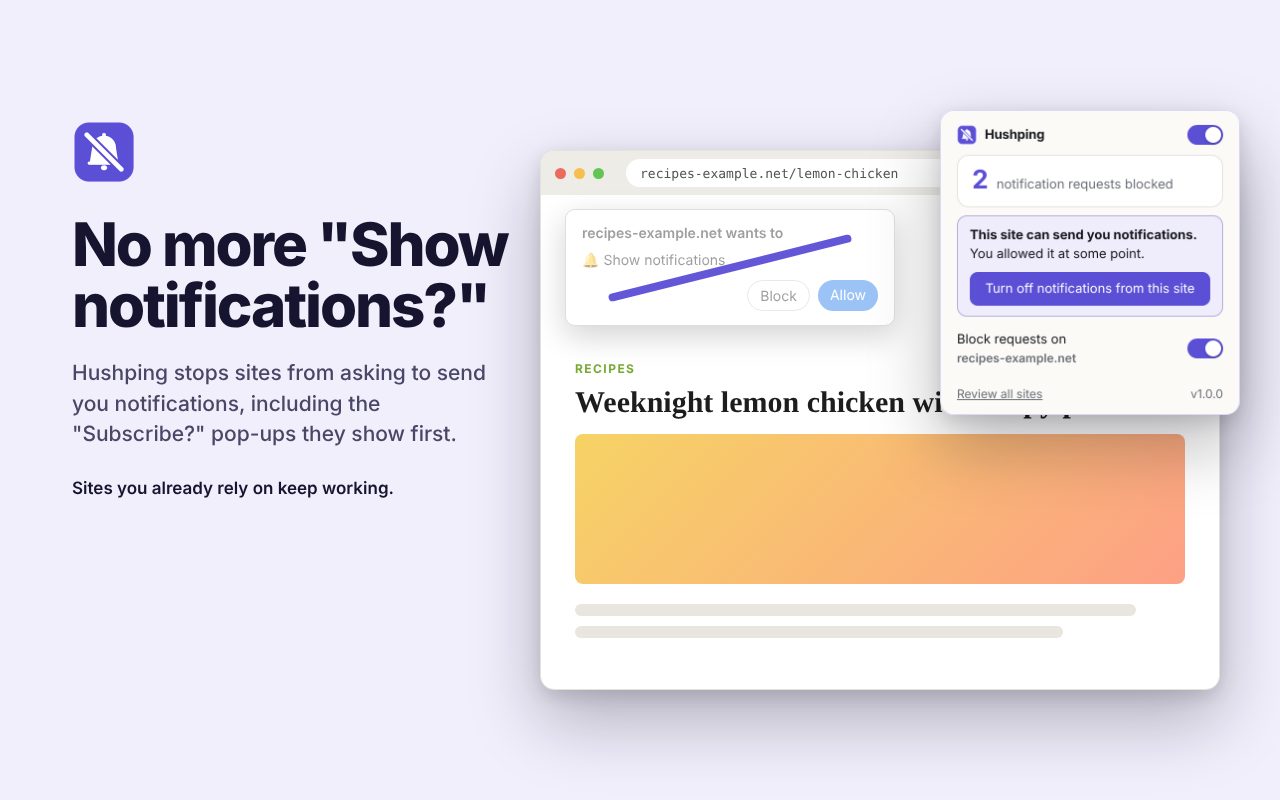 No more "Show
notifications?"
Hushping stops sites from asking to send
you notifications, including the
"Subscribe?" pop-ups they show first.
Sites you already rely on keep working.
recipes-example.net/lemon-chicken
recipes-example.net wants to
🔔 Show notifications
Block
Allow
RECIPES
Weeknight lemon chicken
Hushping
2 notification requests blocked
This site can send you notifications.
You allowed it at some point.
Turn off notifications from this site
Block requests on
recipes-example.net
Review all sites
v1.0.0